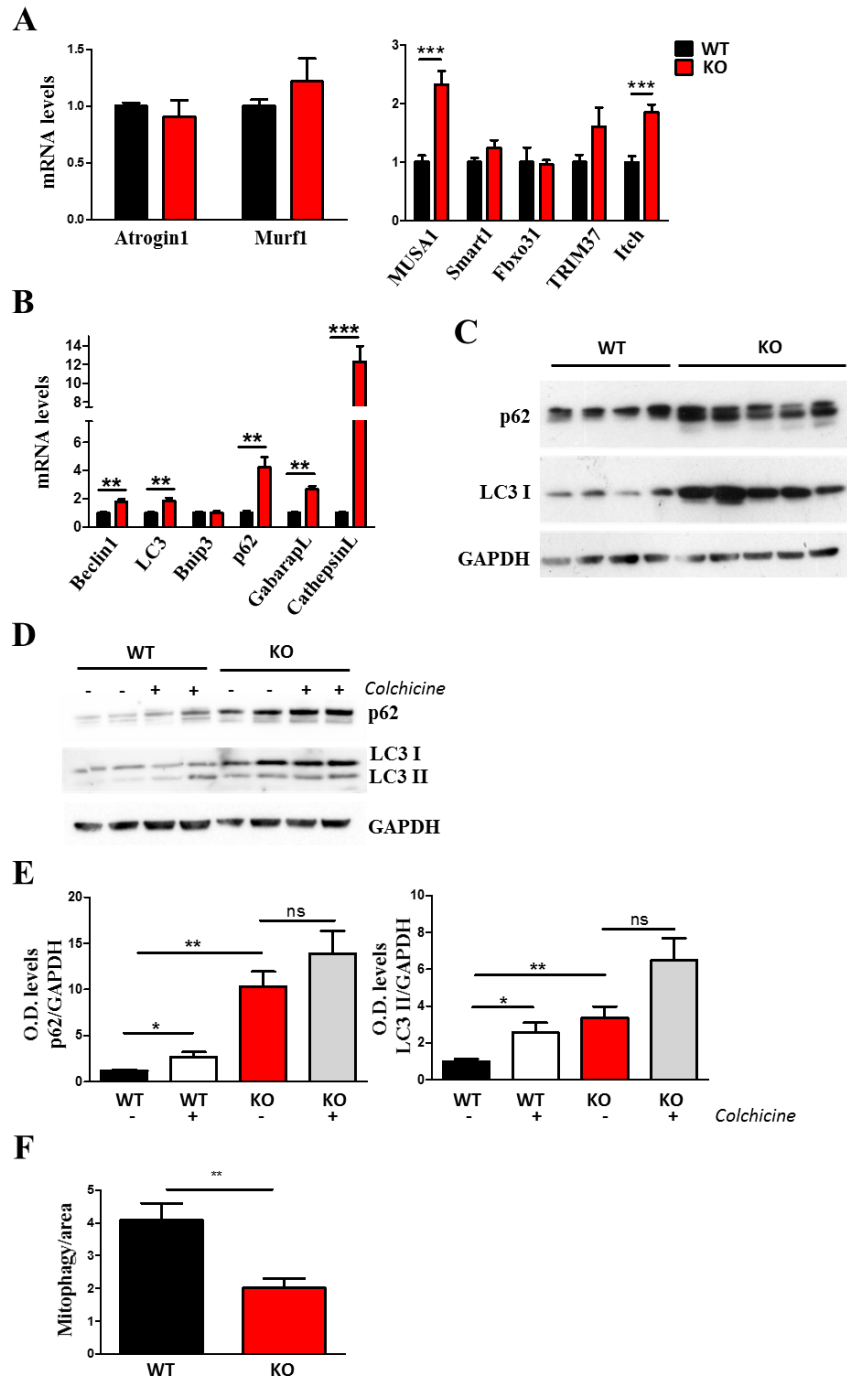 A
mRNA levels
1.5
1.0
0.5
0.0
Atrogin1 Murf1
3
2
1
0
*** ***
MUSA1 Smart1 Fbxo31 TRIM37 Itch
WT
KO
B
mRNA levels
14
12
10
8
6
4
2
0
** ** ** ** ***
Beclin1 LC3 Bnip3 p62 GabarapL CathepsinL
C
WT KO
p62
LC3 I
GAPDH
D
WT KO
- - + + - - + + Colchicine
p62
LC3 I
LC3 II
GAPDH
E
O.D. levels
p62/GAPDH
20
15
10
5
0
* ** ns
WT WT KO KO
- + - +
O.D. levels
LC3 II/GAPDH
8
6
4
2
0
* ** ns
WT WT KO KO
- + - + Colchicine
F
Mitophagy/area
5
4
3
2
1
0
**
WT KO